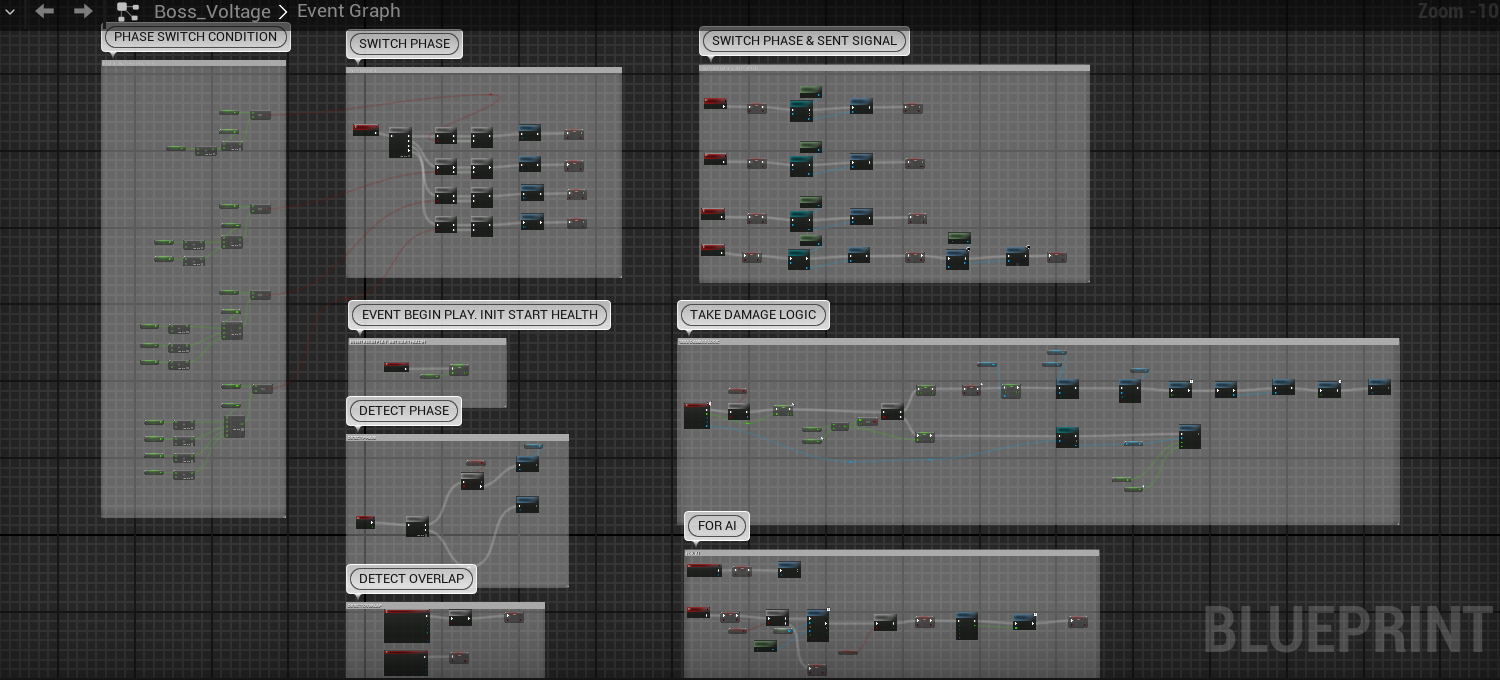 Boss_Voltage > Event Graph
Zoom -10
PHASE SWITCH CONDITION
SWITCH PHASE
SWITCH PHASE & SENT SIGNAL
EVENT BEGIN PLAY. INIT START HEALTH
TAKE DAMAGE LOGIC
DETECT PHASE
FOR AI
DETECT OVERLAP
BLUEPRINT